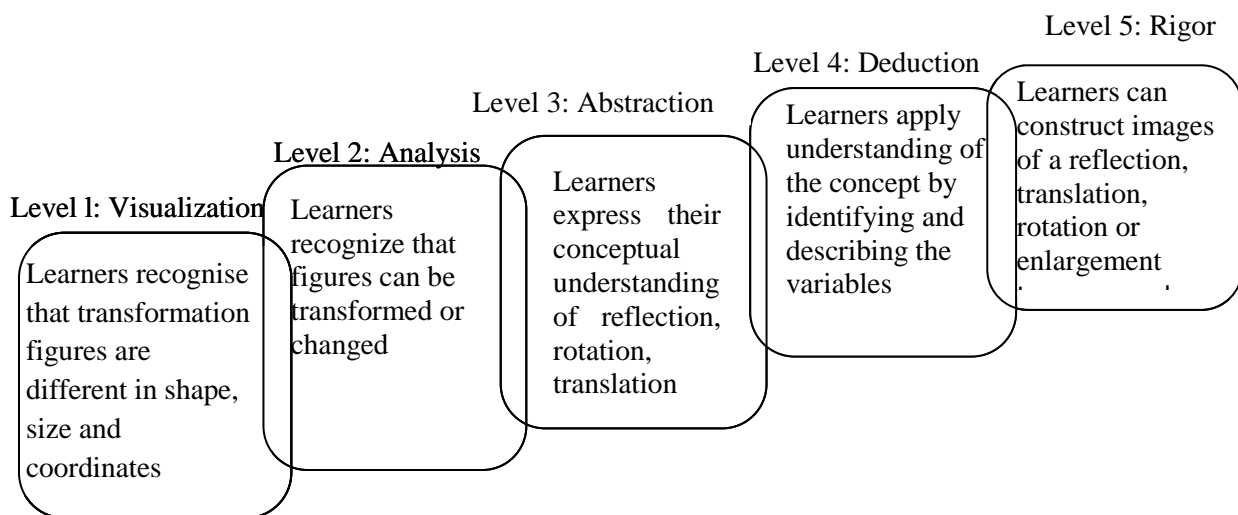 Level 5: Rigor
Learners can
construct images
of a reflection,
translation,
rotation or
enlargement
Level 4: Deduction
Learners apply
understanding of
the concept by
identifying and
describing the
variables
Level 3: Abstraction
Learners
express their
conceptual
understanding
of reflection,
rotation,
translation
Level 2: Analysis
Learners
recognize that
figures can be
transformed or
changed
Level l: Visualization
Learners recognise
that transformation
figures are
different in shape,
size and
coordinates